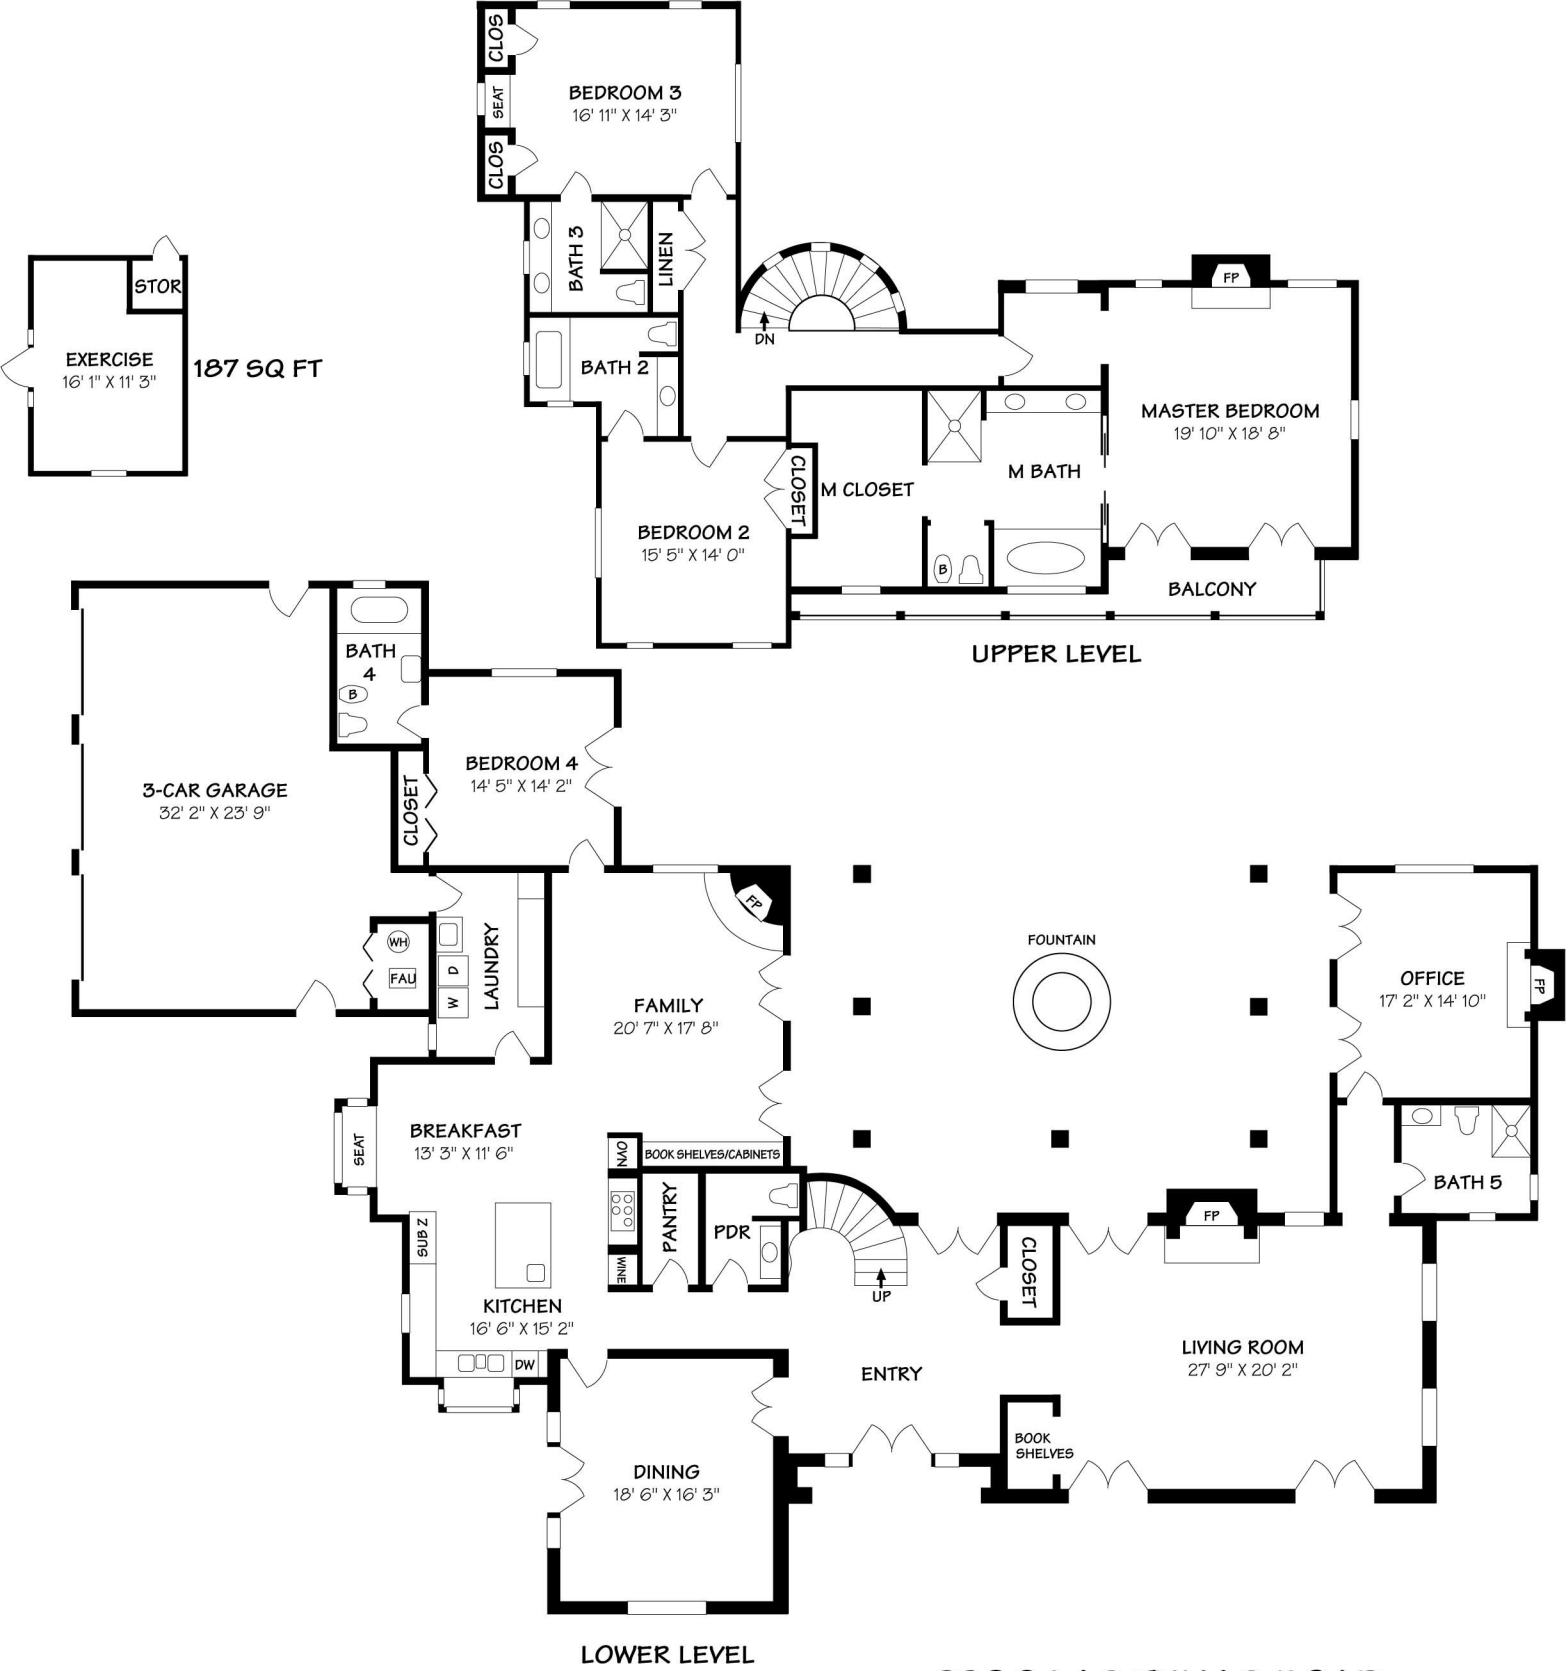 CLOS
SEAT
CLOS
BEDROOM 3
16' 11" X 14' 3"
BATH 3
LINEN
DN
FP
STOR
EXERCISE
16' 1" X 11' 3"
187 SQ FT
BATH 2
MASTER BEDROOM
19' 10" X 18' 8"
M CLOSET
M BATH
CLOSET
BEDROOM 2
15' 5" X 14' 0"
B
BALCONY
UPPER LEVEL
BATH
4
B
BEDROOM 4
14' 5" X 14' 2"
CLOSET
3-CAR GARAGE
32' 2" X 23' 9"
FP
WH
FAU
D
W
LAUNDRY
FAMILY
20' 7" X 17' 8"
FOUNTAIN
OFFICE
17' 2" X 14' 10"
FP
BREAKFAST
13' 3" X 11' 6"
SEAT
OVN
BOOK SHELVES/CABINETS
BATH 5
SUB Z
PANTRY
PDR
WINE
FP
CLOSET
UP
KITCHEN
16' 6" X 15' 2"
DW
ENTRY
LIVING ROOM
27' 9" X 20' 2"
BOOK
SHELVES
DINING
18' 6" X 16' 3"
LOWER LEVEL